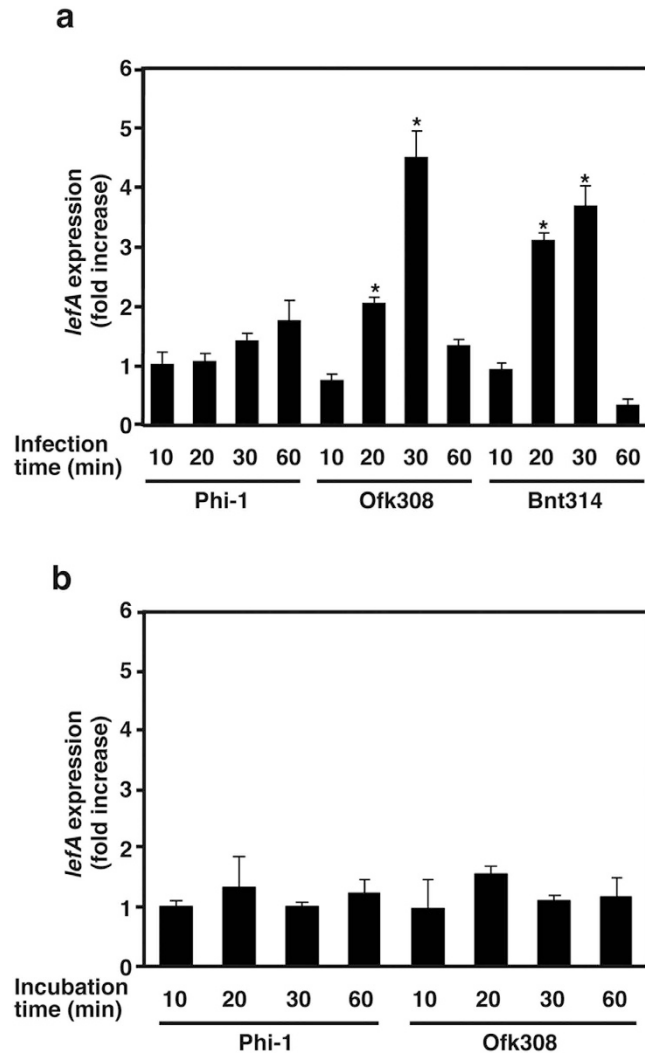 a
6
5
4
3
2
1
0
lefA expression
(fold increase)
*
*
*
*
Infection
time (min)
10 20 30 60 10 20 30 60 10 20 30 60
Phi-1 Ofk308 Bnt314
b
6
5
4
3
2
1
0
lefA expression
(fold increase)
Incubation
time (min)
10 20 30 60 10 20 30 60
Phi-1 Ofk308